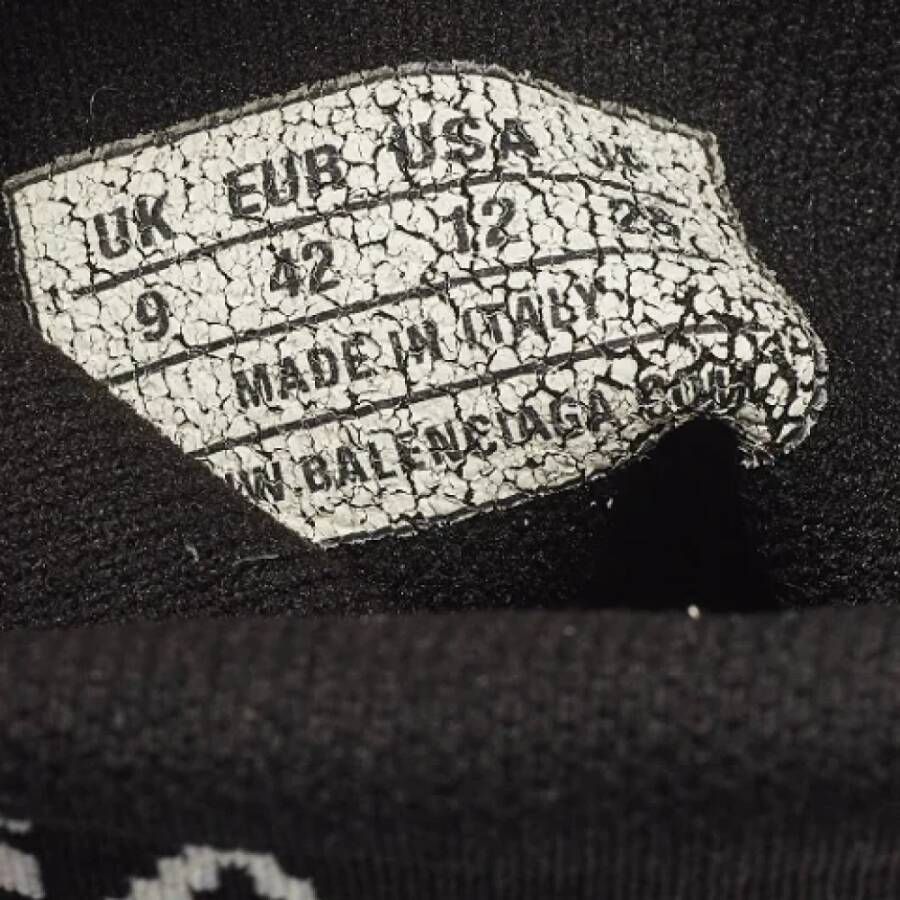 UK EUR USA
9 42 12
MADE IN ITALY
BALENCIAGA